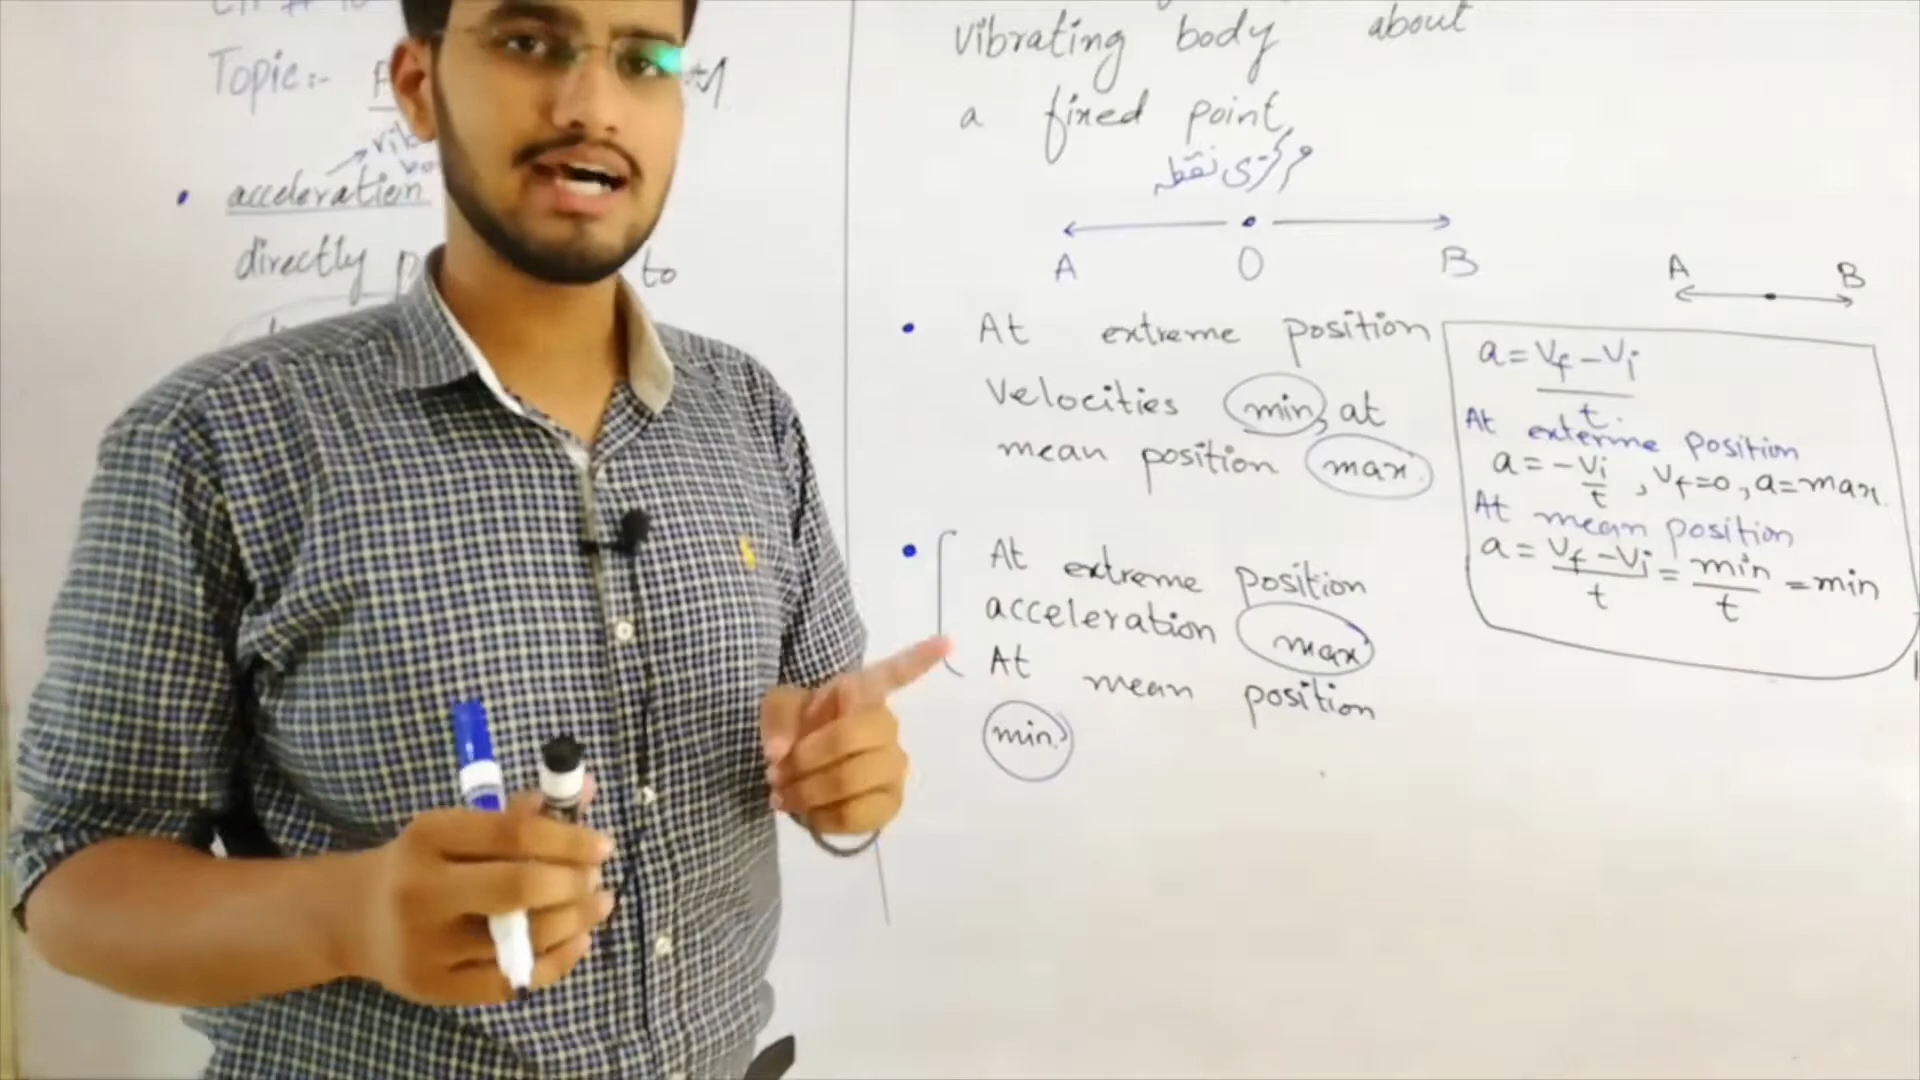 Topic:-
acceleration
directly
to
vibrating body about
a fixed point
مرکزی نقطہ
A O B
• At extreme position
velocities min, at
mean position max.
• At extreme position
acceleration max
At mean position
min.
A B
a = Vf - Vi
t
At exterme position
a = -Vi/t , Vf=0, a=max.
At mean position
a = Vf - Vi / t = min / t = min